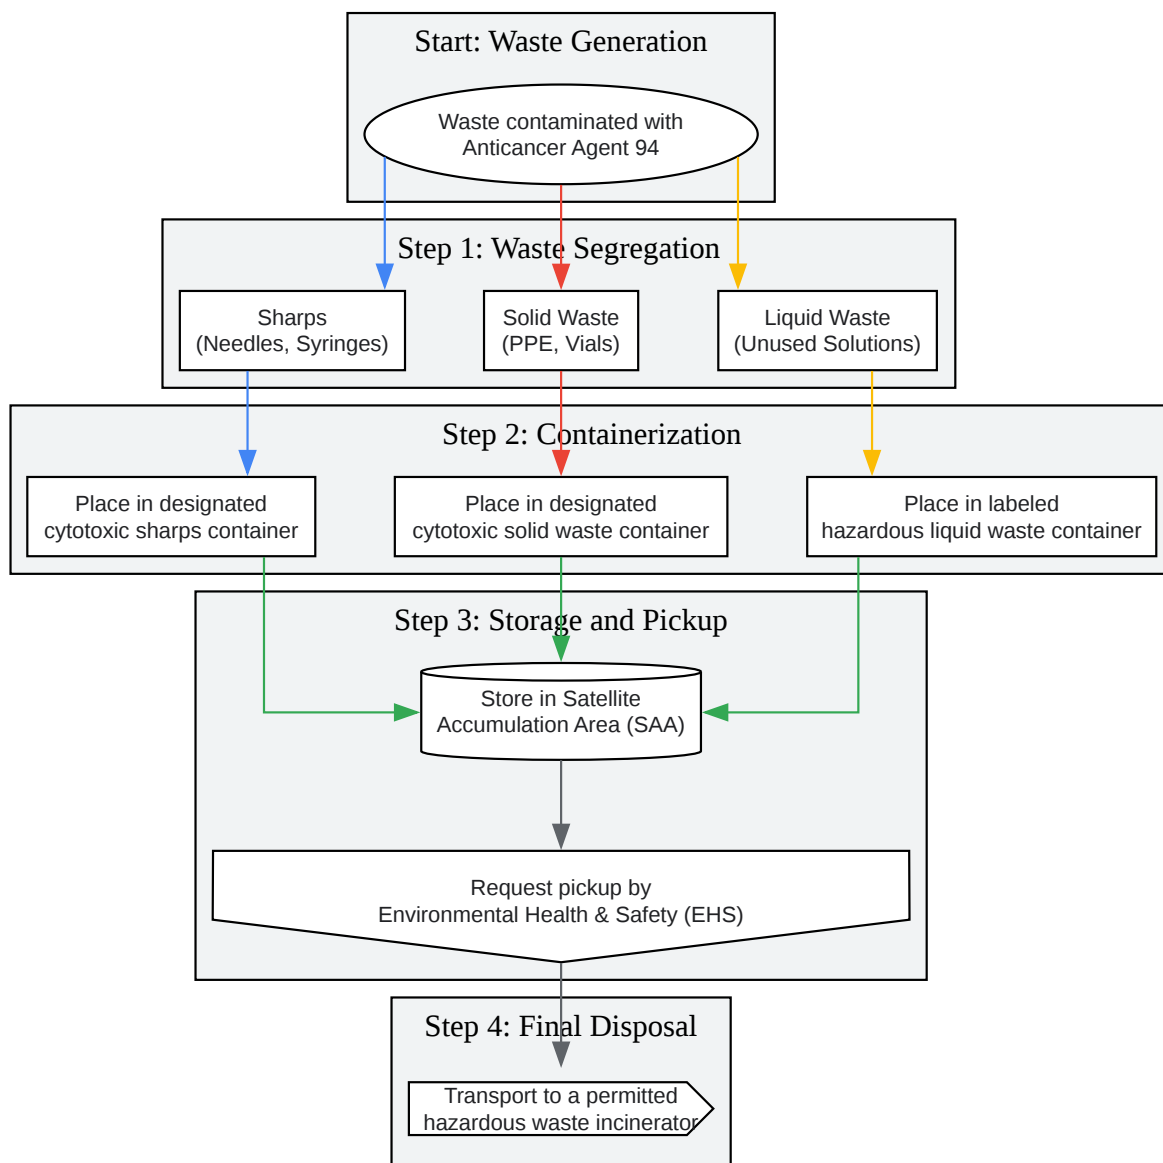 Start: Waste Generation
Waste contaminated with
Anticancer Agent 94
Step 1: Waste Segregation
Sharps
(Needles, Syringes)
Solid Waste
(PPE, Vials)
Liquid Waste
(Unused Solutions)
Step 2: Containerization
Place in designated
cytotoxic sharps container
Place in designated
cytotoxic solid waste container
Place in labeled
hazardous liquid waste container
Step 3: Storage and Pickup
Store in Satellite
Accumulation Area (SAA)
Request pickup by
Environmental Health & Safety (EHS)
Step 4: Final Disposal
Transport to a permitted
hazardous waste incinerator